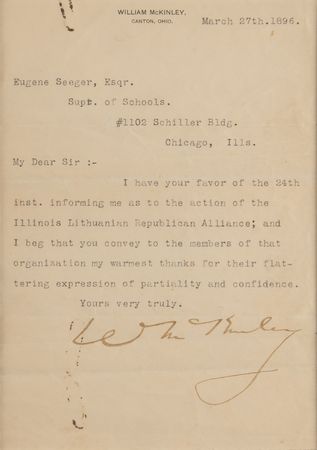 WILLIAM McKINLEY,
CANTON, OHIO.
March 27th.1896.
Eugene Seeger, Esqr.
Supt. of Schools.
#1102 Schiller Bldg.
Chicago, Ills.
My Dear Sir :-
I have your favor of the 24th
inst. informing me as to the action of the
Illinois Lithuanian Republican Alliance; and
I beg that you convey to the members of that
organization my warmest thanks for their flat-
tering expression of partiality and confidence.
Yours very truly.
W McKinley